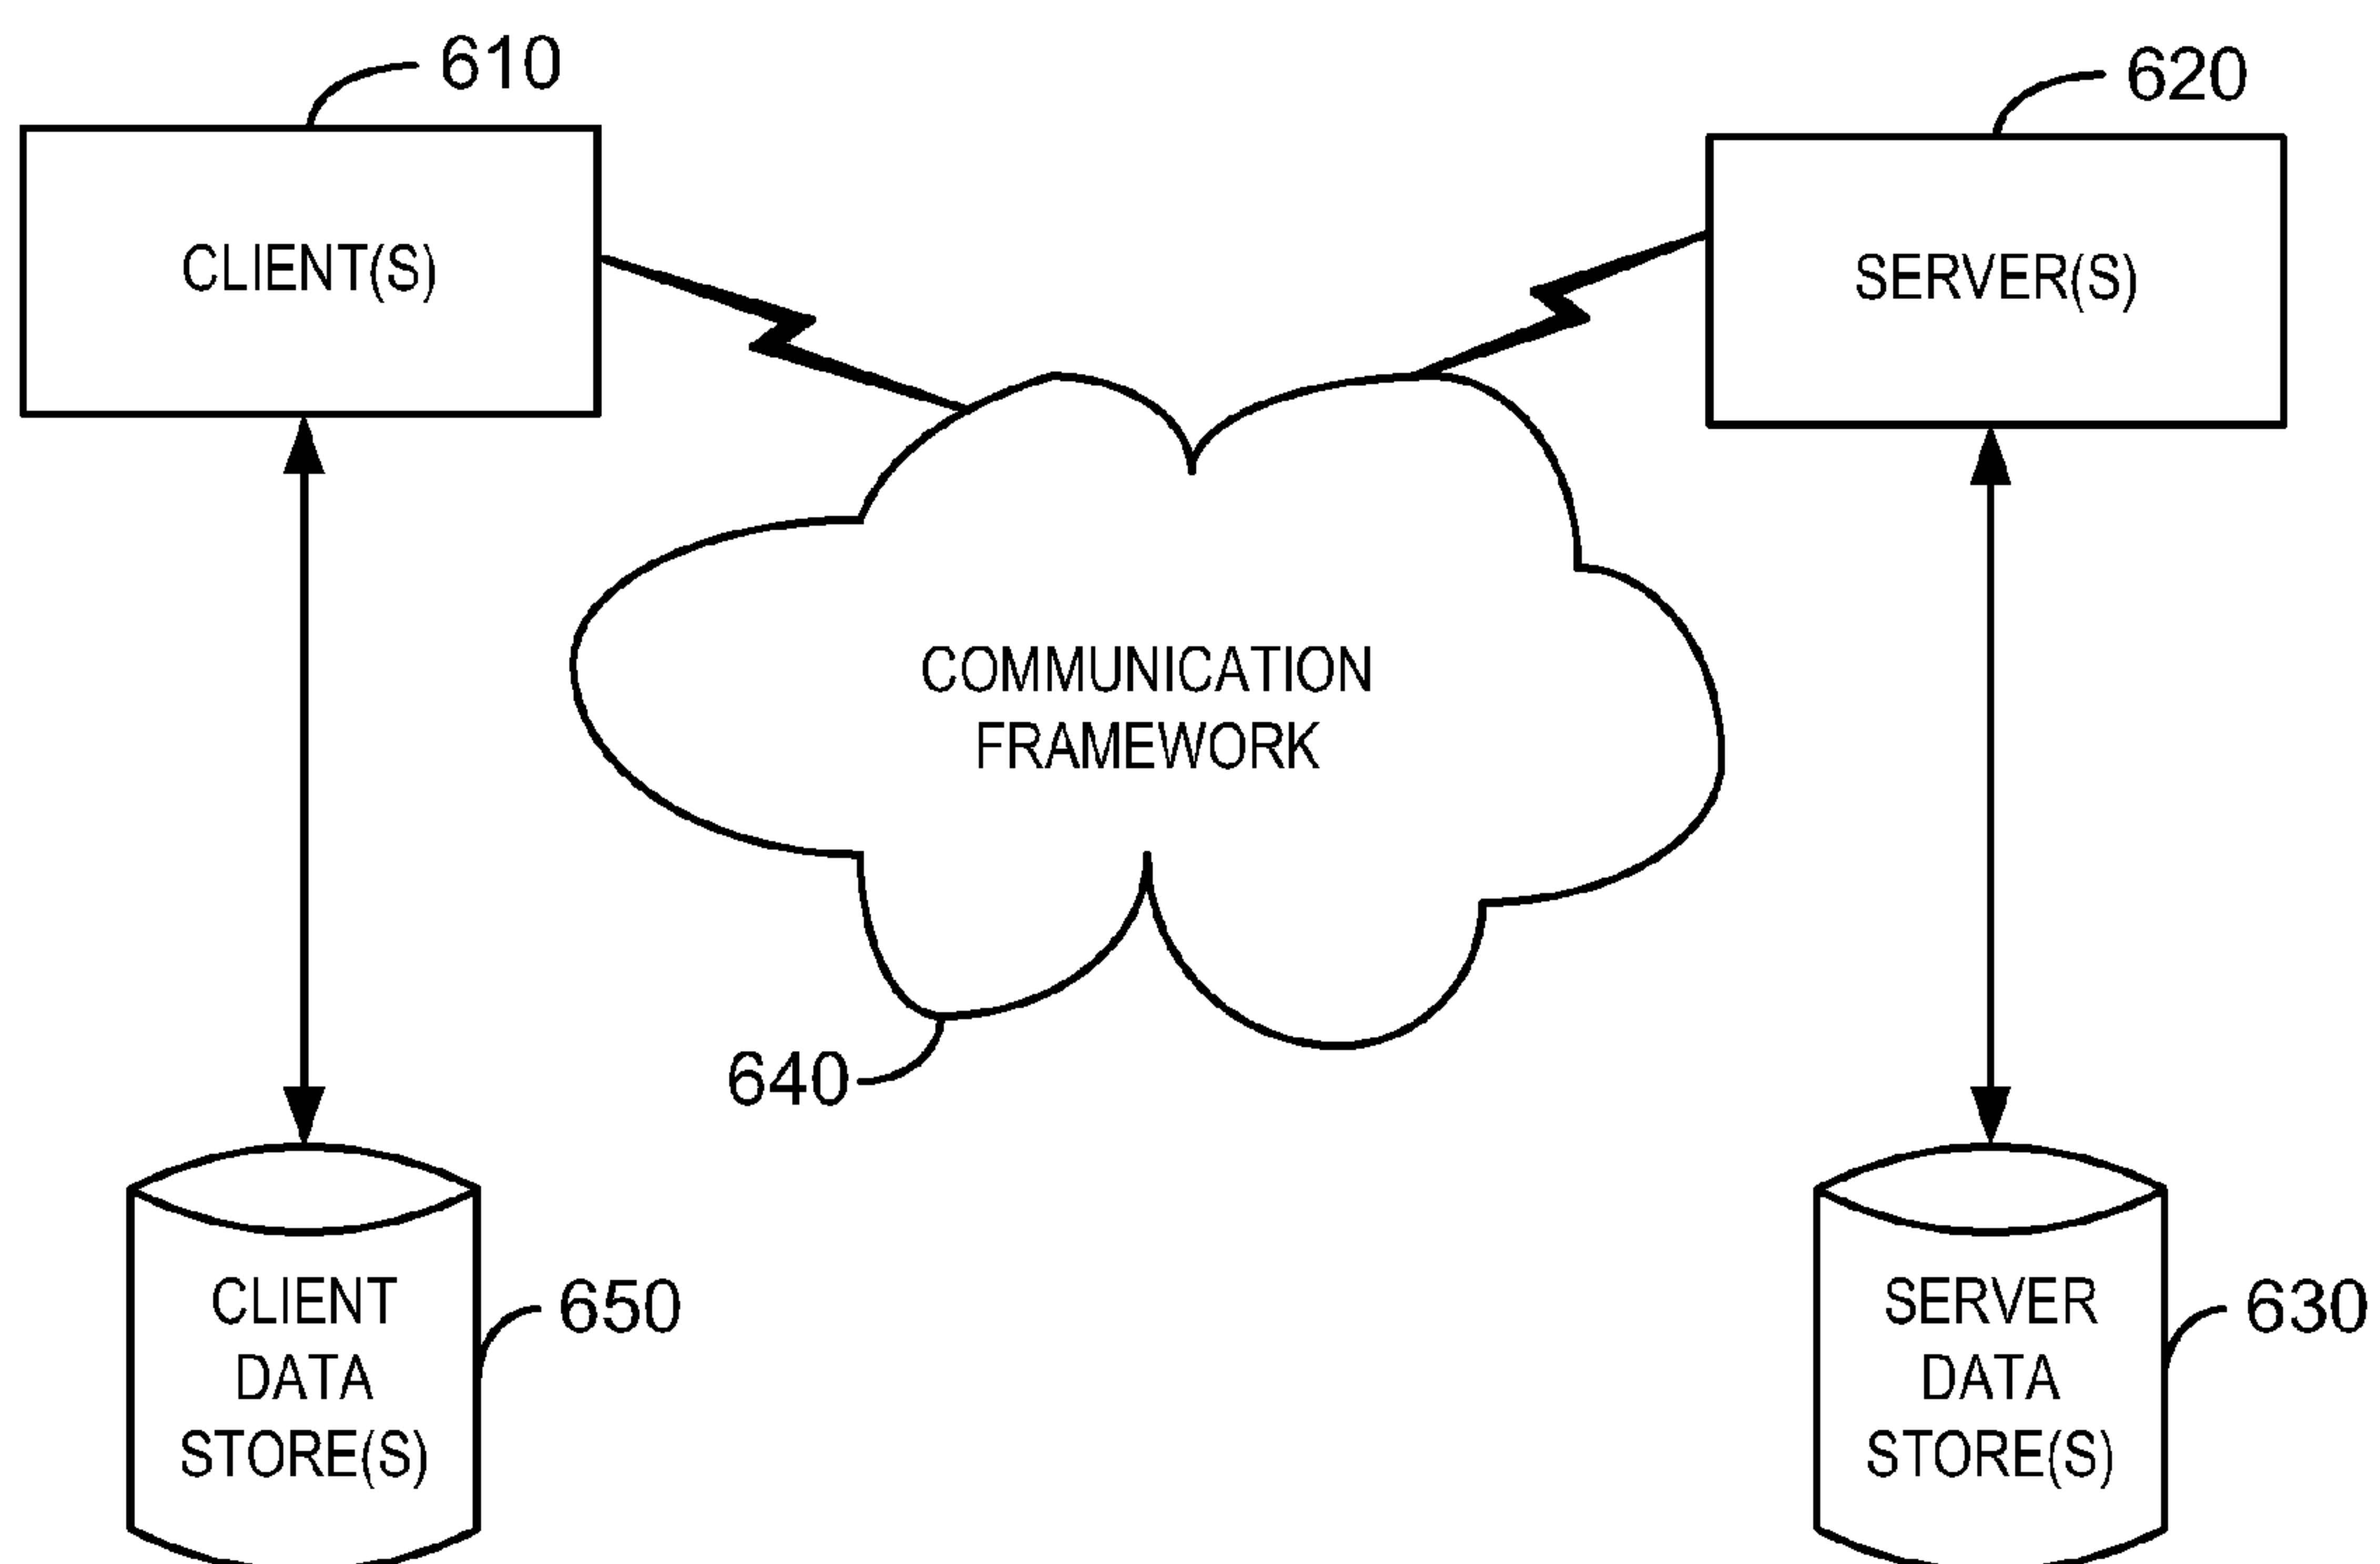 610
620
CLIENT(S)
SERVER(S)
COMMUNICATION
FRAMEWORK
640
CLIENT
DATA
STORE(S)
650
SERVER
DATA
STORE(S)
630